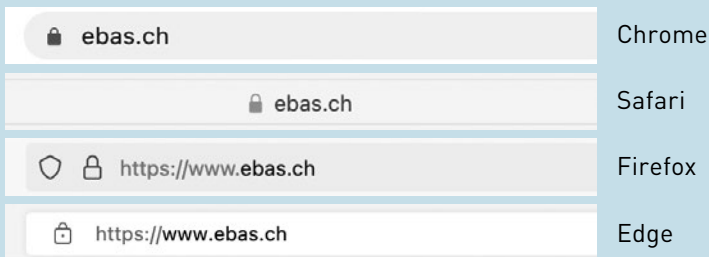 ebas.ch Chrome
ebas.ch Safari
https://www.ebas.ch Firefox
https://www.ebas.ch Edge